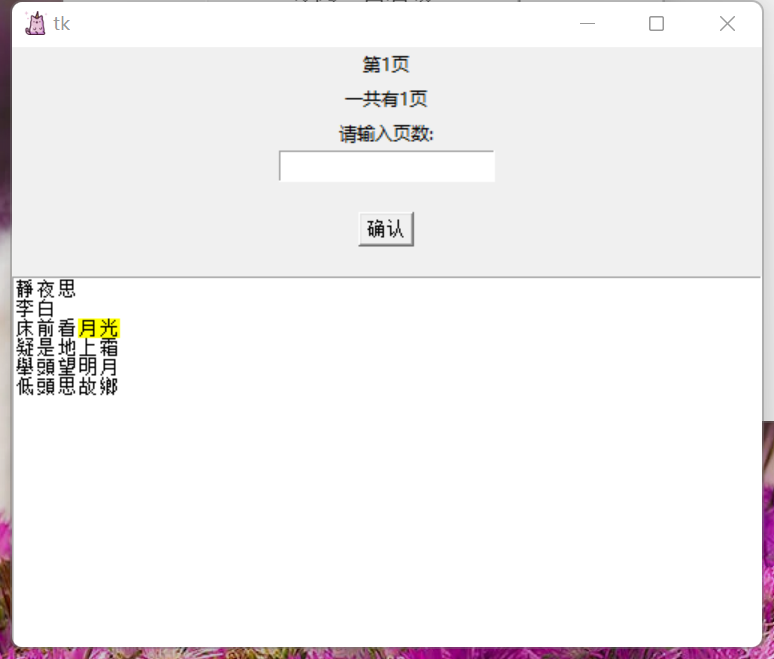 tk
第1页
一共有1页
请输入页数:
确认
靜夜思
李白
床前看月光
疑是地上霜
舉頭望明月
低頭思故鄉